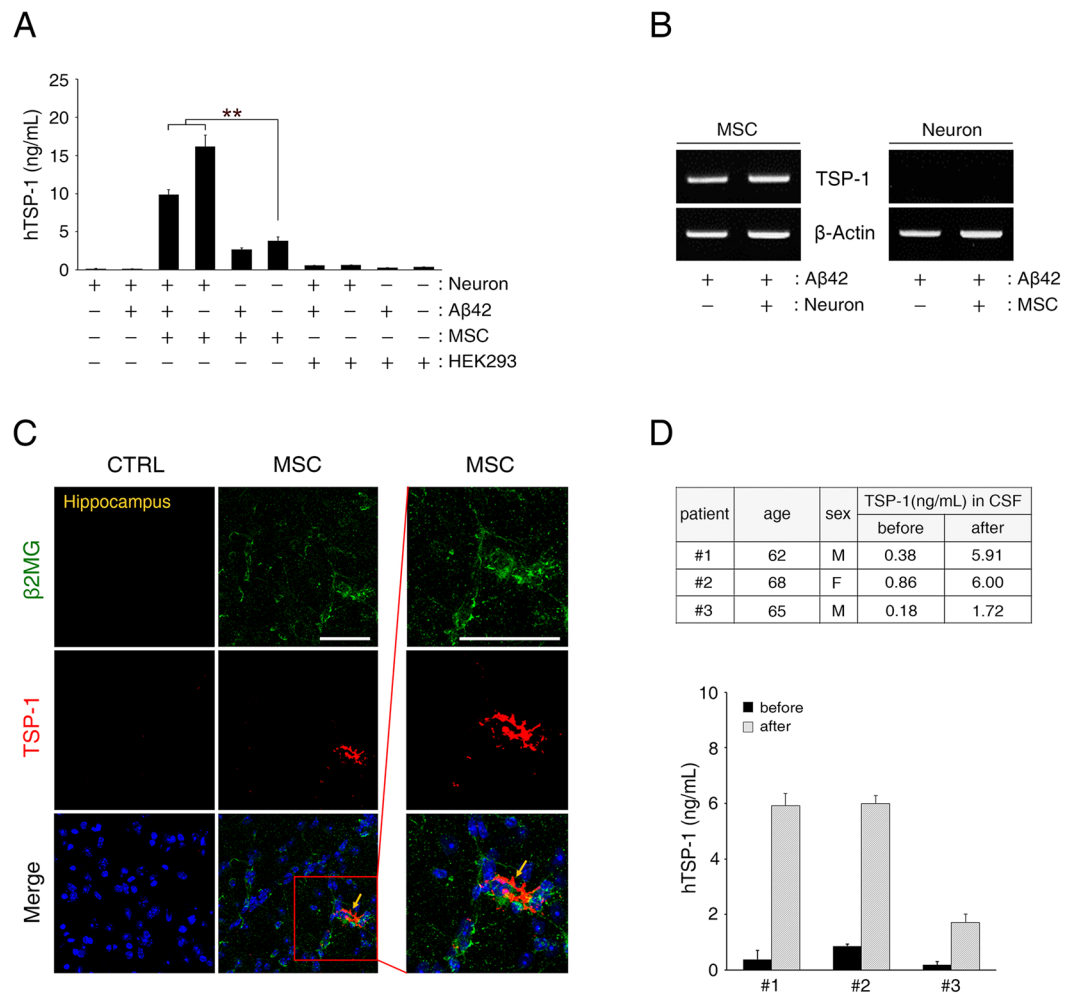 A
hTSP-1 (ng/mL)
25
20
15
10
5
0
**
+ + + + − − + + − − : Neuron
− + + − + − + − + − : Aβ42
− − + + + + − − − − : MSC
− − − − − − + + + + : HEK293
B
MSC Neuron
TSP-1
β-Actin
+ + : Aβ42 + + : Aβ42
− + : Neuron − + : MSC
C
CTRL MSC MSC
Hippocampus
β2MG
TSP-1
Merge
D
patient age sex TSP-1(ng/mL) in CSF
before after
#1 62 M 0.38 5.91
#2 68 F 0.86 6.00
#3 65 M 0.18 1.72
hTSP-1 (ng/mL)
10
8
6
4
2
0
before
after
#1 #2 #3